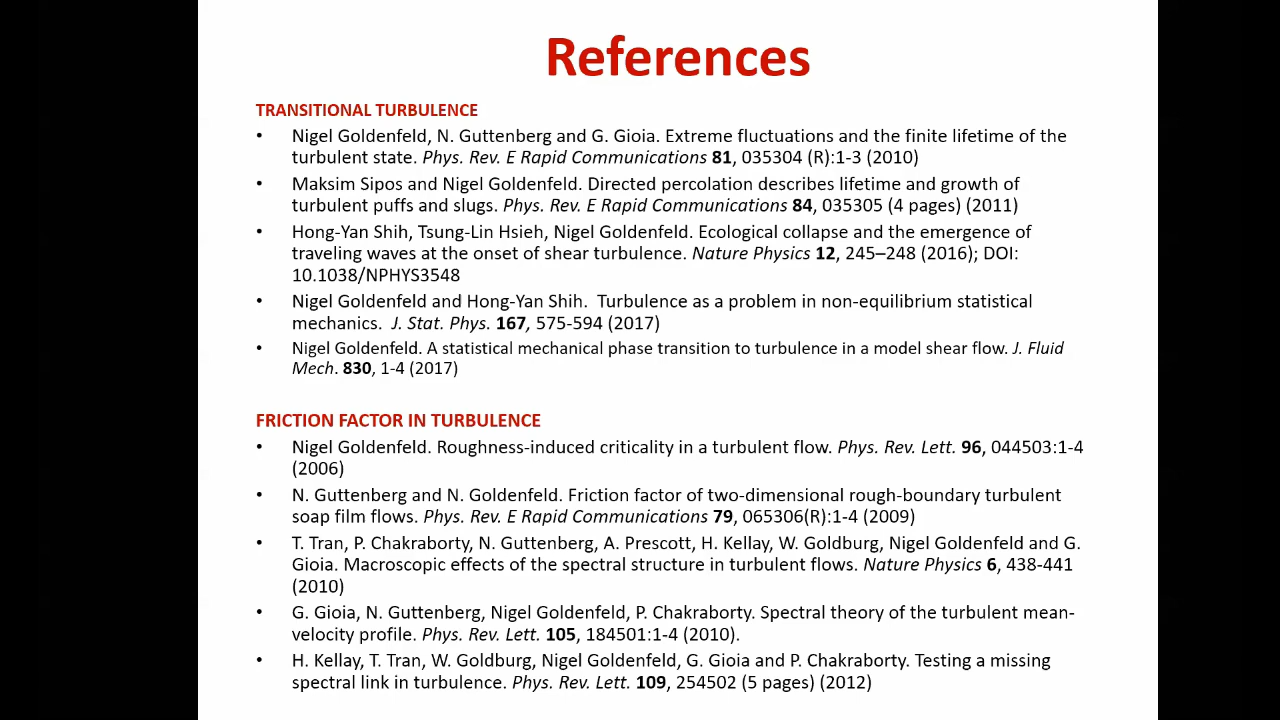 References
TRANSITIONAL TURBULENCE
• Nigel Goldenfeld, N. Guttenberg and G. Gioia. Extreme fluctuations and the finite lifetime of the
turbulent state. Phys. Rev. E Rapid Communications 81, 035304 (R):1-3 (2010)
• Maksim Sipos and Nigel Goldenfeld. Directed percolation describes lifetime and growth of
turbulent puffs and slugs. Phys. Rev. E Rapid Communications 84, 035305 (4 pages) (2011)
• Hong-Yan Shih, Tsung-Lin Hsieh, Nigel Goldenfeld. Ecological collapse and the emergence of
traveling waves at the onset of shear turbulence. Nature Physics 12, 245–248 (2016); DOI:
10.1038/NPHYS3548
• Nigel Goldenfeld and Hong-Yan Shih. Turbulence as a problem in non-equilibrium statistical
mechanics. J. Stat. Phys. 167, 575-594 (2017)
• Nigel Goldenfeld. A statistical mechanical phase transition to turbulence in a model shear flow. J. Fluid
Mech. 830, 1-4 (2017)
FRICTION FACTOR IN TURBULENCE
• Nigel Goldenfeld. Roughness-induced criticality in a turbulent flow. Phys. Rev. Lett. 96, 044503:1-4
(2006)
• N. Guttenberg and N. Goldenfeld. Friction factor of two-dimensional rough-boundary turbulent
soap film flows. Phys. Rev. E Rapid Communications 79, 065306(R):1-4 (2009)
• T. Tran, P. Chakraborty, N. Guttenberg, A. Prescott, H. Kellay, W. Goldburg, Nigel Goldenfeld and G.
Gioia. Macroscopic effects of the spectral structure in turbulent flows. Nature Physics 6, 438-441
(2010)
• G. Gioia, N. Guttenberg, Nigel Goldenfeld, P. Chakraborty. Spectral theory of the turbulent mean-
velocity profile. Phys. Rev. Lett. 105, 184501:1-4 (2010).
• H. Kellay, T. Tran, W. Goldburg, Nigel Goldenfeld, G. Gioia and P. Chakraborty. Testing a missing
spectral link in turbulence. Phys. Rev. Lett. 109, 254502 (5 pages) (2012)